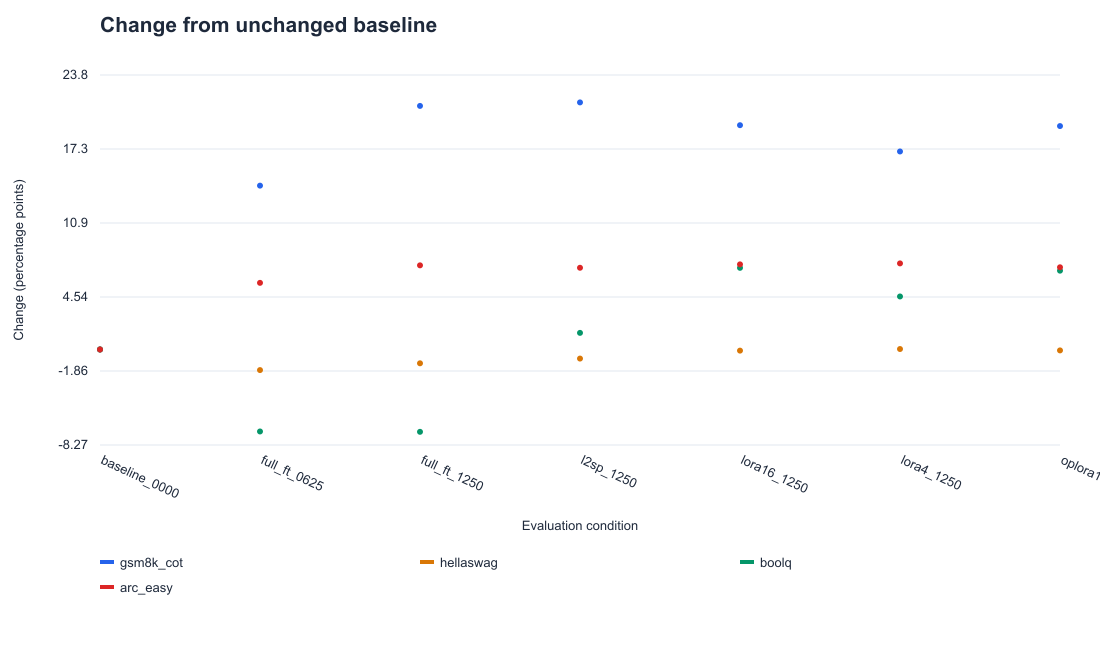 Change from unchanged baseline
23.8
17.3
10.9
4.54
-1.86
-8.27
Change (percentage points)
baseline_0000
full_ft_0625
full_ft_1250
l2sp_1250
lora16_1250
lora4_1250
oplora1
Evaluation condition
gsm8k_cot
hellaswag
boolq
arc_easy